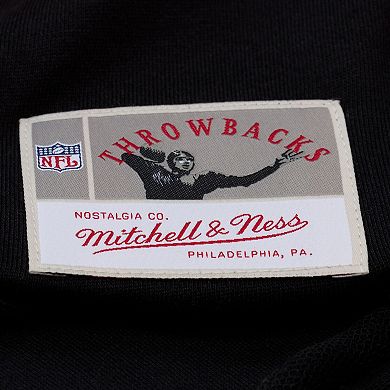 THROWBACKS
NFL
NOSTALGIA CO.
Mitchell & Ness
PHILADELPHIA, PA.